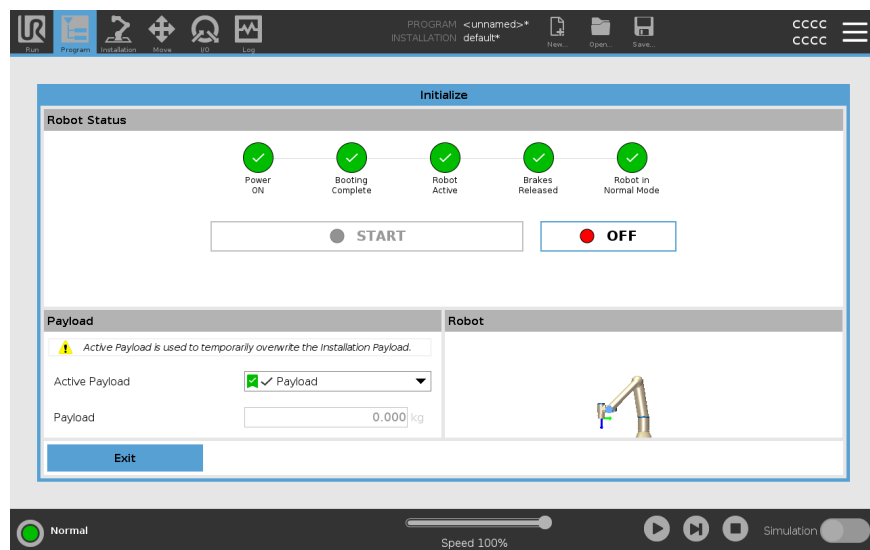 PROGRAM <unnamed>*
INSTALLATION default*
CCCC
CCCC
Run
Program
Installation
Move
I/O
Log
New...
Open...
Save...
Initialize
Robot Status
Power
ON
Booting
Complete
Robot
Active
Brakes
Released
Robot in
Normal Mode
START
OFF
Payload
Robot
Active Payload is used to temporarily overwrite the Installation Payload.
Active Payload
Payload
Payload
0.000 kg
Exit
Normal
Speed 100%
Simulation